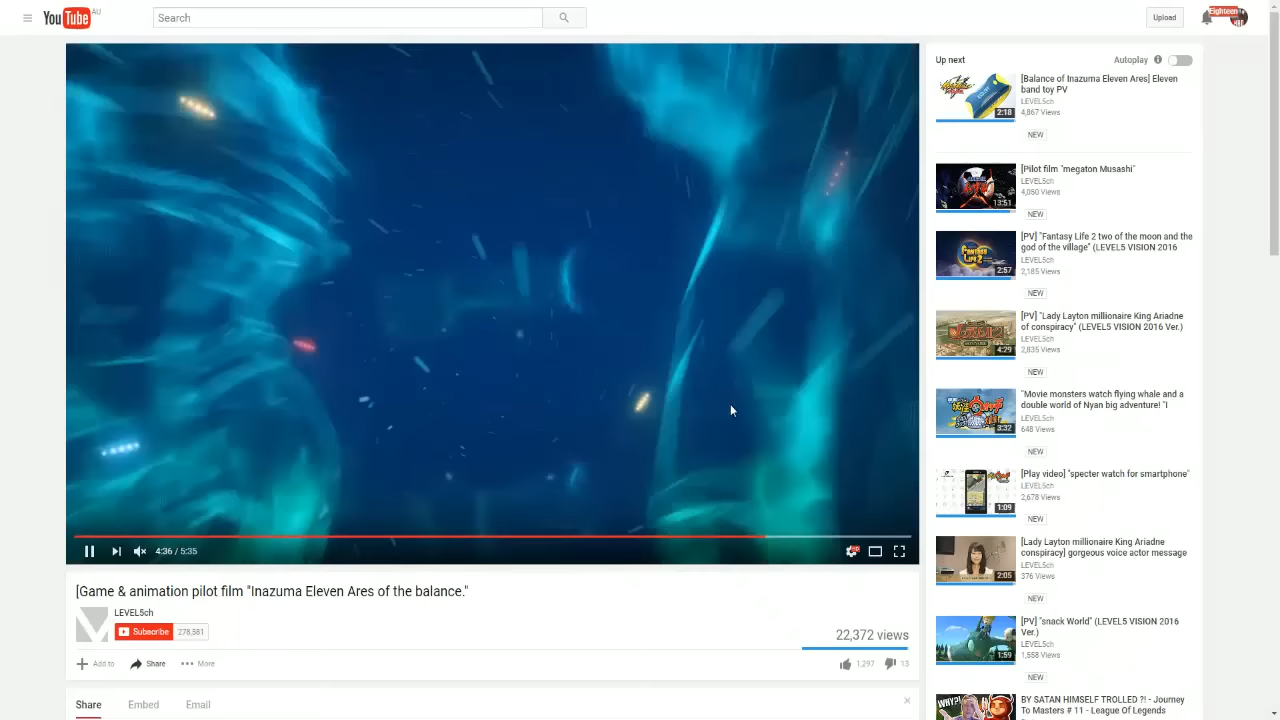 YouTube AU
Search
Upload
Eighteen
Up next
Autoplay
[Balance of Inazuma Eleven Ares] Eleven
band toy PV
LEVEL5ch
4,867 Views
2:18
NEW
[Pilot film "megaton Musashi"
LEVEL5ch
4,050 Views
13:51
NEW
[PV] "Fantasy Life 2 two of the moon and the
god of the village" (LEVEL5 VISION 2016
LEVEL5ch
2,185 Views
FANTASY
LIFE2
2:57
NEW
[PV] "Lady Layton millionaire King Ariadne
of conspiracy" (LEVEL5 VISION 2016 Ver.)
LEVEL5ch
2,835 Views
4:29
NEW
"Movie monsters watch flying whale and a
double world of Nyan big adventure! "I
LEVEL5ch
648 Views
3:32
NEW
[Play video] "specter watch for smartphone"
LEVEL5ch
2,678 Views
1:09
NEW
[Lady Layton millionaire King Ariadne
conspiracy] gorgeous voice actor message
LEVEL5ch
376 Views
2:05
NEW
[PV] "snack World" (LEVEL5 VISION 2016
Ver.)
LEVEL5ch
1,558 Views
1:59
NEW
WHY?!
BY SATAN HIMSELF TROLLED ?! - Journey
To Masters # 11 - League Of Legends
4:36 / 5:35
[Game & animation pilot film "Inazuma Eleven Ares of the balance."
LEVEL5ch
Subscribe 278,581
22,372 views
Add to Share More
1,297 13
Share Embed Email